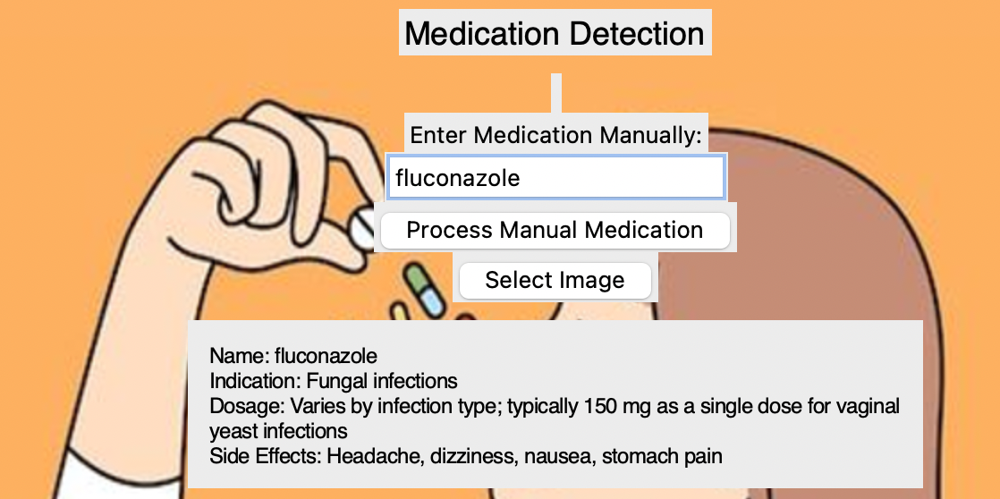 Medication Detection
Enter Medication Manually:
fluconazole
Process Manual Medication
Select Image
Name: fluconazole
Indication: Fungal infections
Dosage: Varies by infection type; typically 150 mg as a single dose for vaginal
yeast infections
Side Effects: Headache, dizziness, nausea, stomach pain